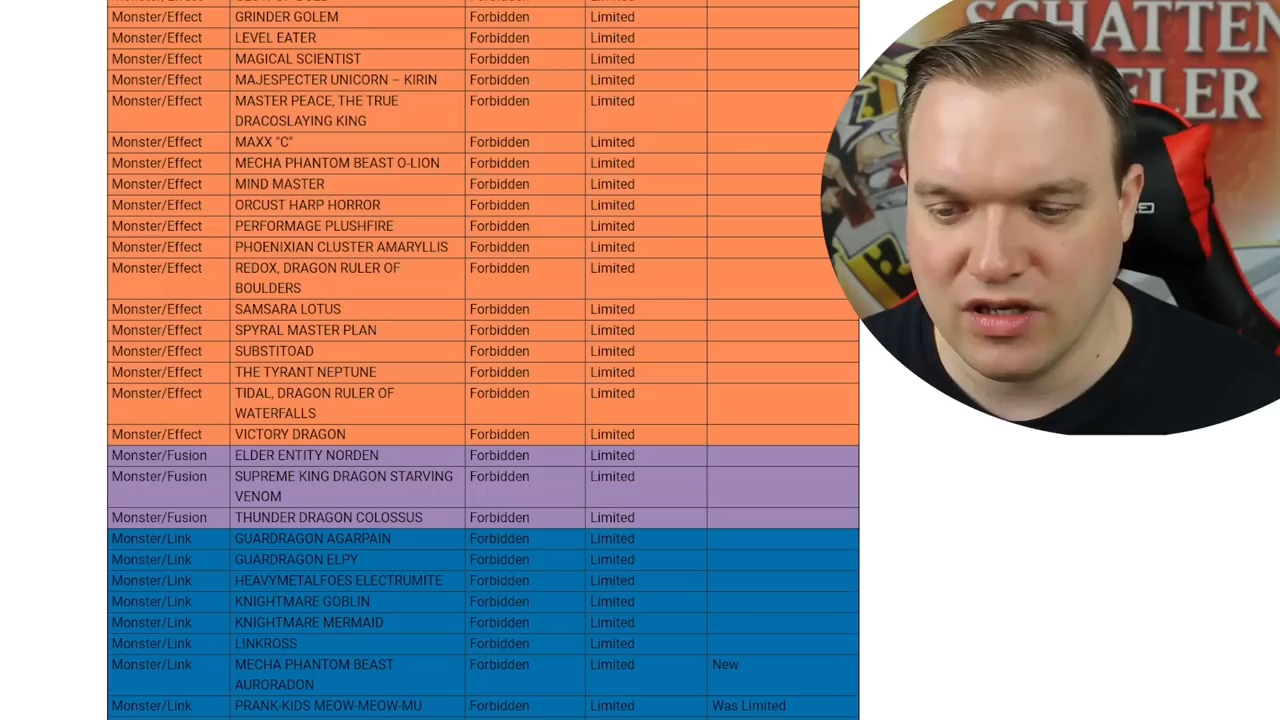 Monster/Effect GRINDER GOLEM Forbidden Limited
Monster/Effect LEVEL EATER Forbidden Limited
Monster/Effect MAGICAL SCIENTIST Forbidden Limited
Monster/Effect MAJESPECTER UNICORN – KIRIN Forbidden Limited
Monster/Effect MASTER PEACE, THE TRUE Forbidden Limited
DRACOSLAYING KING
Monster/Effect MAXX "C" Forbidden Limited
Monster/Effect MECHA PHANTOM BEAST O-LION Forbidden Limited
Monster/Effect MIND MASTER Forbidden Limited
Monster/Effect ORCUST HARP HORROR Forbidden Limited
Monster/Effect PERFORMAGE PLUSHFIRE Forbidden Limited
Monster/Effect PHOENIXIAN CLUSTER AMARYLLIS Forbidden Limited
Monster/Effect REDOX, DRAGON RULER OF Forbidden Limited
BOULDERS
Monster/Effect SAMSARA LOTUS Forbidden Limited
Monster/Effect SPYRAL MASTER PLAN Forbidden Limited
Monster/Effect SUBSTITOAD Forbidden Limited
Monster/Effect THE TYRANT NEPTUNE Forbidden Limited
Monster/Effect TIDAL, DRAGON RULER OF Forbidden Limited
WATERFALLS
Monster/Effect VICTORY DRAGON Forbidden Limited
Monster/Fusion ELDER ENTITY NORDEN Forbidden Limited
Monster/Fusion SUPREME KING DRAGON STARVING Forbidden Limited
VENOM
Monster/Fusion THUNDER DRAGON COLOSSUS Forbidden Limited
Monster/Link GUARDRAGON AGARPAIN Forbidden Limited
Monster/Link GUARDRAGON ELPY Forbidden Limited
Monster/Link HEAVYMETALFOES ELECTRUMITE Forbidden Limited
Monster/Link KNIGHTMARE GOBLIN Forbidden Limited
Monster/Link KNIGHTMARE MERMAID Forbidden Limited
Monster/Link LINKROSS Forbidden Limited
Monster/Link MECHA PHANTOM BEAST Forbidden Limited New
AURORADON
Monster/Link PRANK-KIDS MEOW-MEOW-MU Forbidden Limited Was Limited
SCHATTEN
ELER